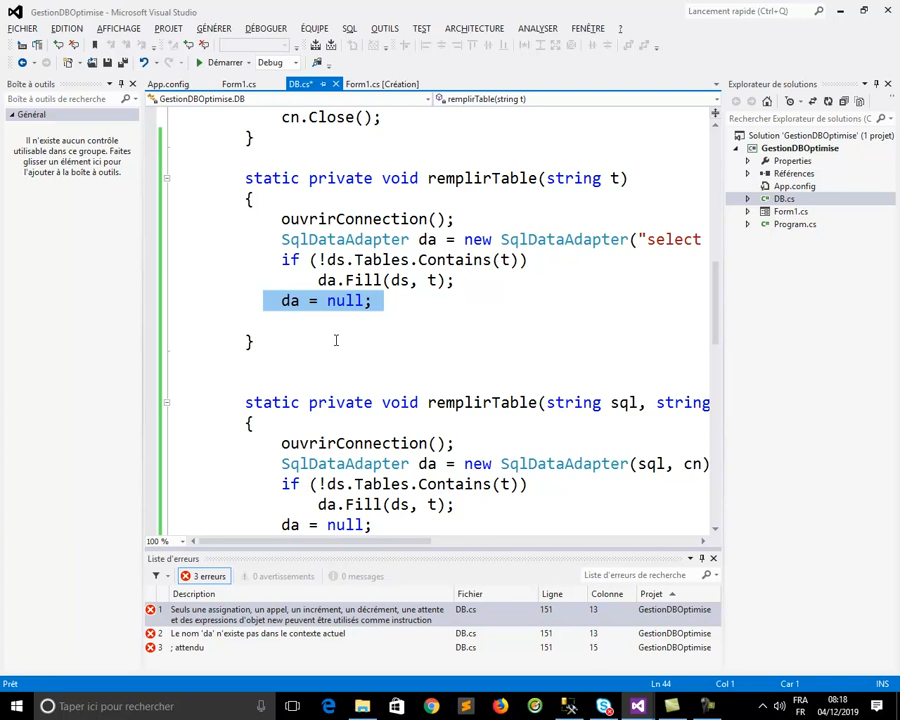 GestionDBOptimise - Microsoft Visual Studio
Lancement rapide (Ctrl+Q)
FICHIER EDITION AFFICHAGE PROJET GÉNÉRER DÉBOGUER ÉQUIPE SQL OUTILS TEST ARCHITECTURE ANALYSER FENÊTRE ?
Démarrer Debug
Boîte à outils
App.config Form1.cs DB.cs* Form1.cs [Création]
Explorateur de solutions
Boîte à outils de recherche
GestionDBOptimise.DB remplirTable(string t)
Général
Rechercher Explorateur de solutions (C
Il n'existe aucun contrôle
utilisable dans ce groupe. Faites
glisser un élément ici pour
l'ajouter à la boîte à outils.
Solution 'GestionDBOptimise' (1 projet)
GestionDBOptimise
Properties
Références
App.config
DB.cs
Form1.cs
Program.cs
cn.Close();
}
static private void remplirTable(string t)
{
ouvrirConnection();
SqlDataAdapter da = new SqlDataAdapter("select
if (!ds.Tables.Contains(t))
da.Fill(ds, t);
da = null;
}
static private void remplirTable(string sql, string
{
ouvrirConnection();
SqlDataAdapter da = new SqlDataAdapter(sql, cn)
if (!ds.Tables.Contains(t))
da.Fill(ds, t);
da = null;
100 %
Liste d'erreurs
3 erreurs 0 avertissements 0 messages
Liste d'erreurs de recherche
Description Fichier Ligne Colonne Projet
1 Seuls une assignation, un appel, un incrément, un décrément, une attente et des expressions d'objet new peuvent être utilisés comme instruction DB.cs 151 13 GestionDBOptimise
2 Le nom 'da' n'existe pas dans le contexte actuel DB.cs 151 13 GestionDBOptimise
3 ; attendu DB.cs 151 15 GestionDBOptimise
Prêt Ln 44 Col 1 Car 1 INS
Taper ici pour rechercher
FRA 08:18
FR 04/12/2019